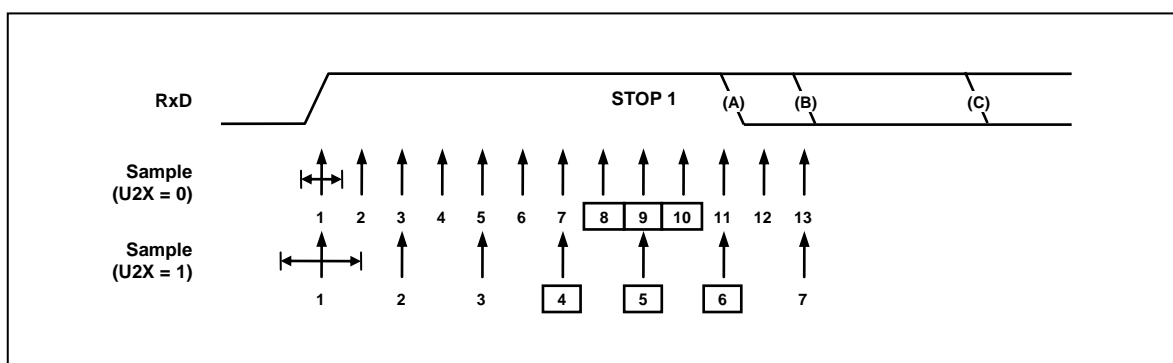 RxD
STOP 1
(A)
(B)
(C)
Sample
(U2X = 0)
1 2 3 4 5 6 7 8 9 10 11 12 13
Sample
(U2X = 1)
1 2 3 4 5 6 7